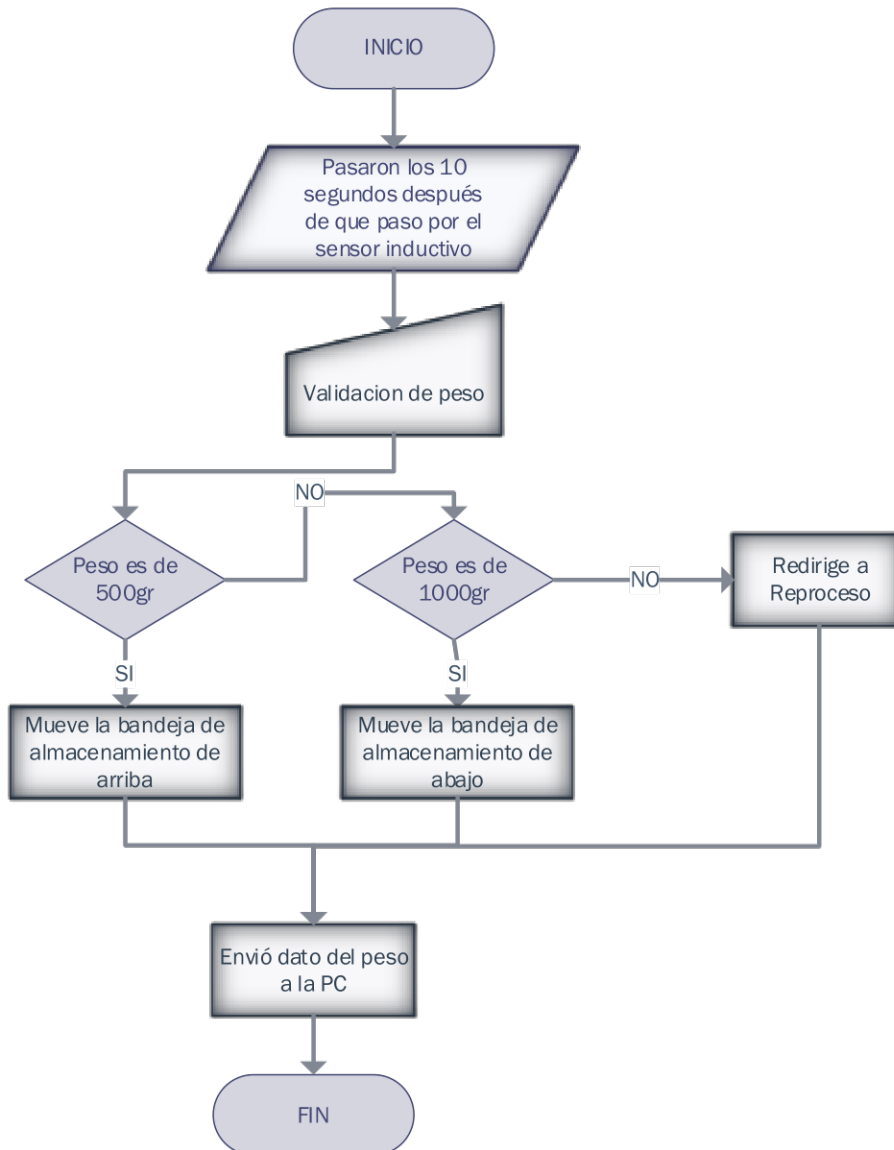 INICIO
Pasaron los 10
segundos después
de que paso por el
sensor inductivo
Validacion de peso
NO
Peso es de
500gr
Peso es de
1000gr
NO
Redirige a
Reproceso
SI
SI
Mueve la bandeja de
almacenamiento de
arriba
Mueve la bandeja de
almacenamiento de
abajo
Envió dato del peso
a la PC
FIN